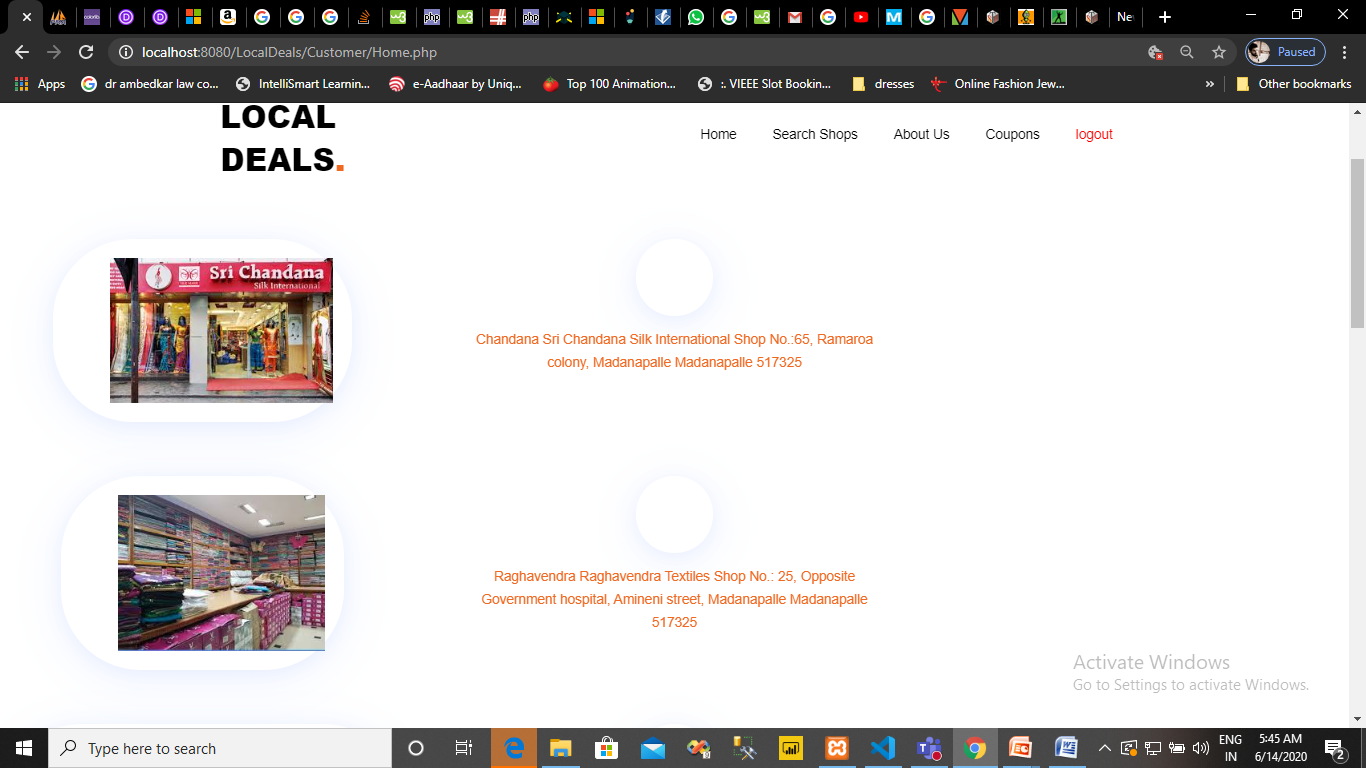 New
localhost:8080/LocalDeals/Customer/Home.php
Paused
Apps
dr ambedkar law co...
IntelliSmart Learnin...
e-Aadhaar by Uniq...
Top 100 Animation...
:. VIEEE Slot Bookin...
dresses
Online Fashion Jew...
»
Other bookmarks
LOCAL
DEALS.
Home
Search Shops
About Us
Coupons
logout
Sri Chandana
Silk International
Chandana Sri Chandana Silk International Shop No.:65, Ramaroa
colony, Madanapalle Madanapalle 517325
Raghavendra Raghavendra Textiles Shop No.: 25, Opposite
Government hospital, Amineni street, Madanapalle Madanapalle
517325
Activate Windows
Go to Settings to activate Windows.
Type here to search
ENG
IN
5:45 AM
6/14/2020
2